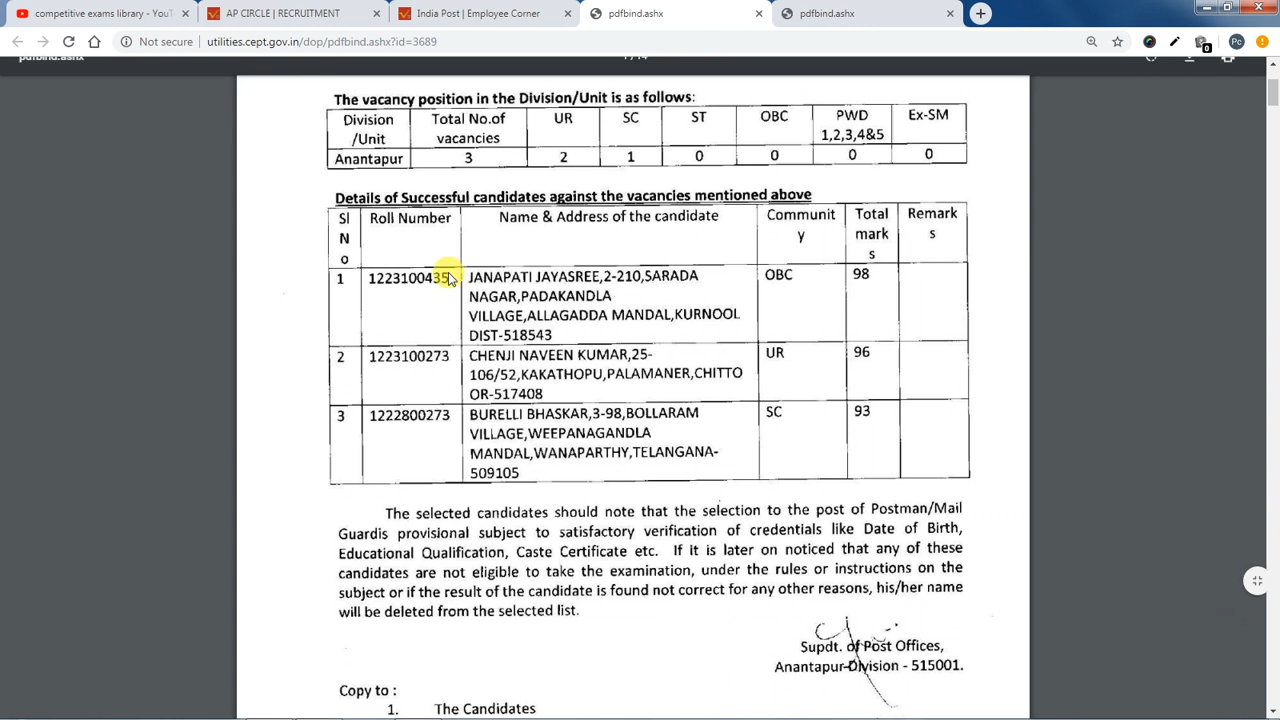 competitive exams library - YouT
AP CIRCLE | RECRUITMENT
India Post | Employee Corner
pdfbind.ashx
pdfbind.ashx
Not secure
utilities.cept.gov.in/dop/pdfbind.ashx?id=3689
0
Pc
pdfbind.ashx
The vacancy position in the Division/Unit is as follows:
Division /Unit Total No.of vacancies UR SC ST OBC PWD 1,2,3,4&5 Ex-SM
Anantapur 3 2 1 0 0 0 0
Details of Successful candidates against the vacancies mentioned above
Sl Roll Number Name & Address of the candidate Communit Total Remark
N y mark s
o s
1 1223100435 JANAPATI JAYASREE,2-210,SARADA OBC 98
NAGAR,PADAKANDLA
VILLAGE,ALLAGADDA MANDAL,KURNOOL
DIST-518543
2 1223100273 CHENJI NAVEEN KUMAR,25- UR 96
106/52,KAKATHOPU,PALAMANER,CHITTO
OR-517408
3 1222800273 BURELLI BHASKAR,3-98,BOLLARAM SC 93
VILLAGE,WEEPANAGANDLA
MANDAL,WANAPARTHY,TELANGANA-
509105
The selected candidates should note that the selection to the post of Postman/Mail
Guardis provisional subject to satisfactory verification of credentials like Date of Birth,
Educational Qualification, Caste Certificate etc. If it is later on noticed that any of these
candidates are not eligible to take the examination, under the rules or instructions on the
subject or if the result of the candidate is found not correct for any other reasons, his/her name
will be deleted from the selected list.
Supdt. of Post Offices,
Anantapur Division - 515001.
Copy to :
1. The Candidates